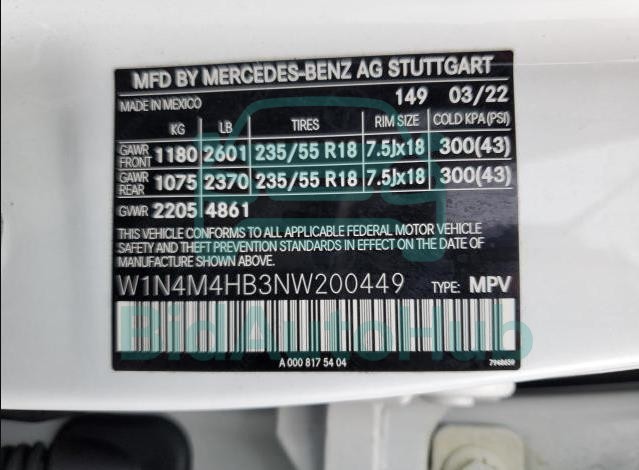 MFD BY MERCEDES-BENZ AG STUTTGART
MADE IN MEXICO 149 03/22
KG LB TIRES RIM SIZE COLD KPA (PSI)
GAWR FRONT 1180 2601 235/55 R18 7.5Jx18 300(43)
GAWR REAR 1075 2370 235/55 R18 7.5Jx18 300(43)
GVWR 2205 4861
THIS VEHICLE CONFORMS TO ALL APPLICABLE FEDERAL MOTOR VEHICLE
SAFETY AND THEFT PREVENTION STANDARDS IN EFFECT ON THE DATE OF
MANUFACTURE SHOWN ABOVE.
W1N4M4HB3NW200449 TYPE: MPV
BidAutoHub
A 000 817 54 04 7948659